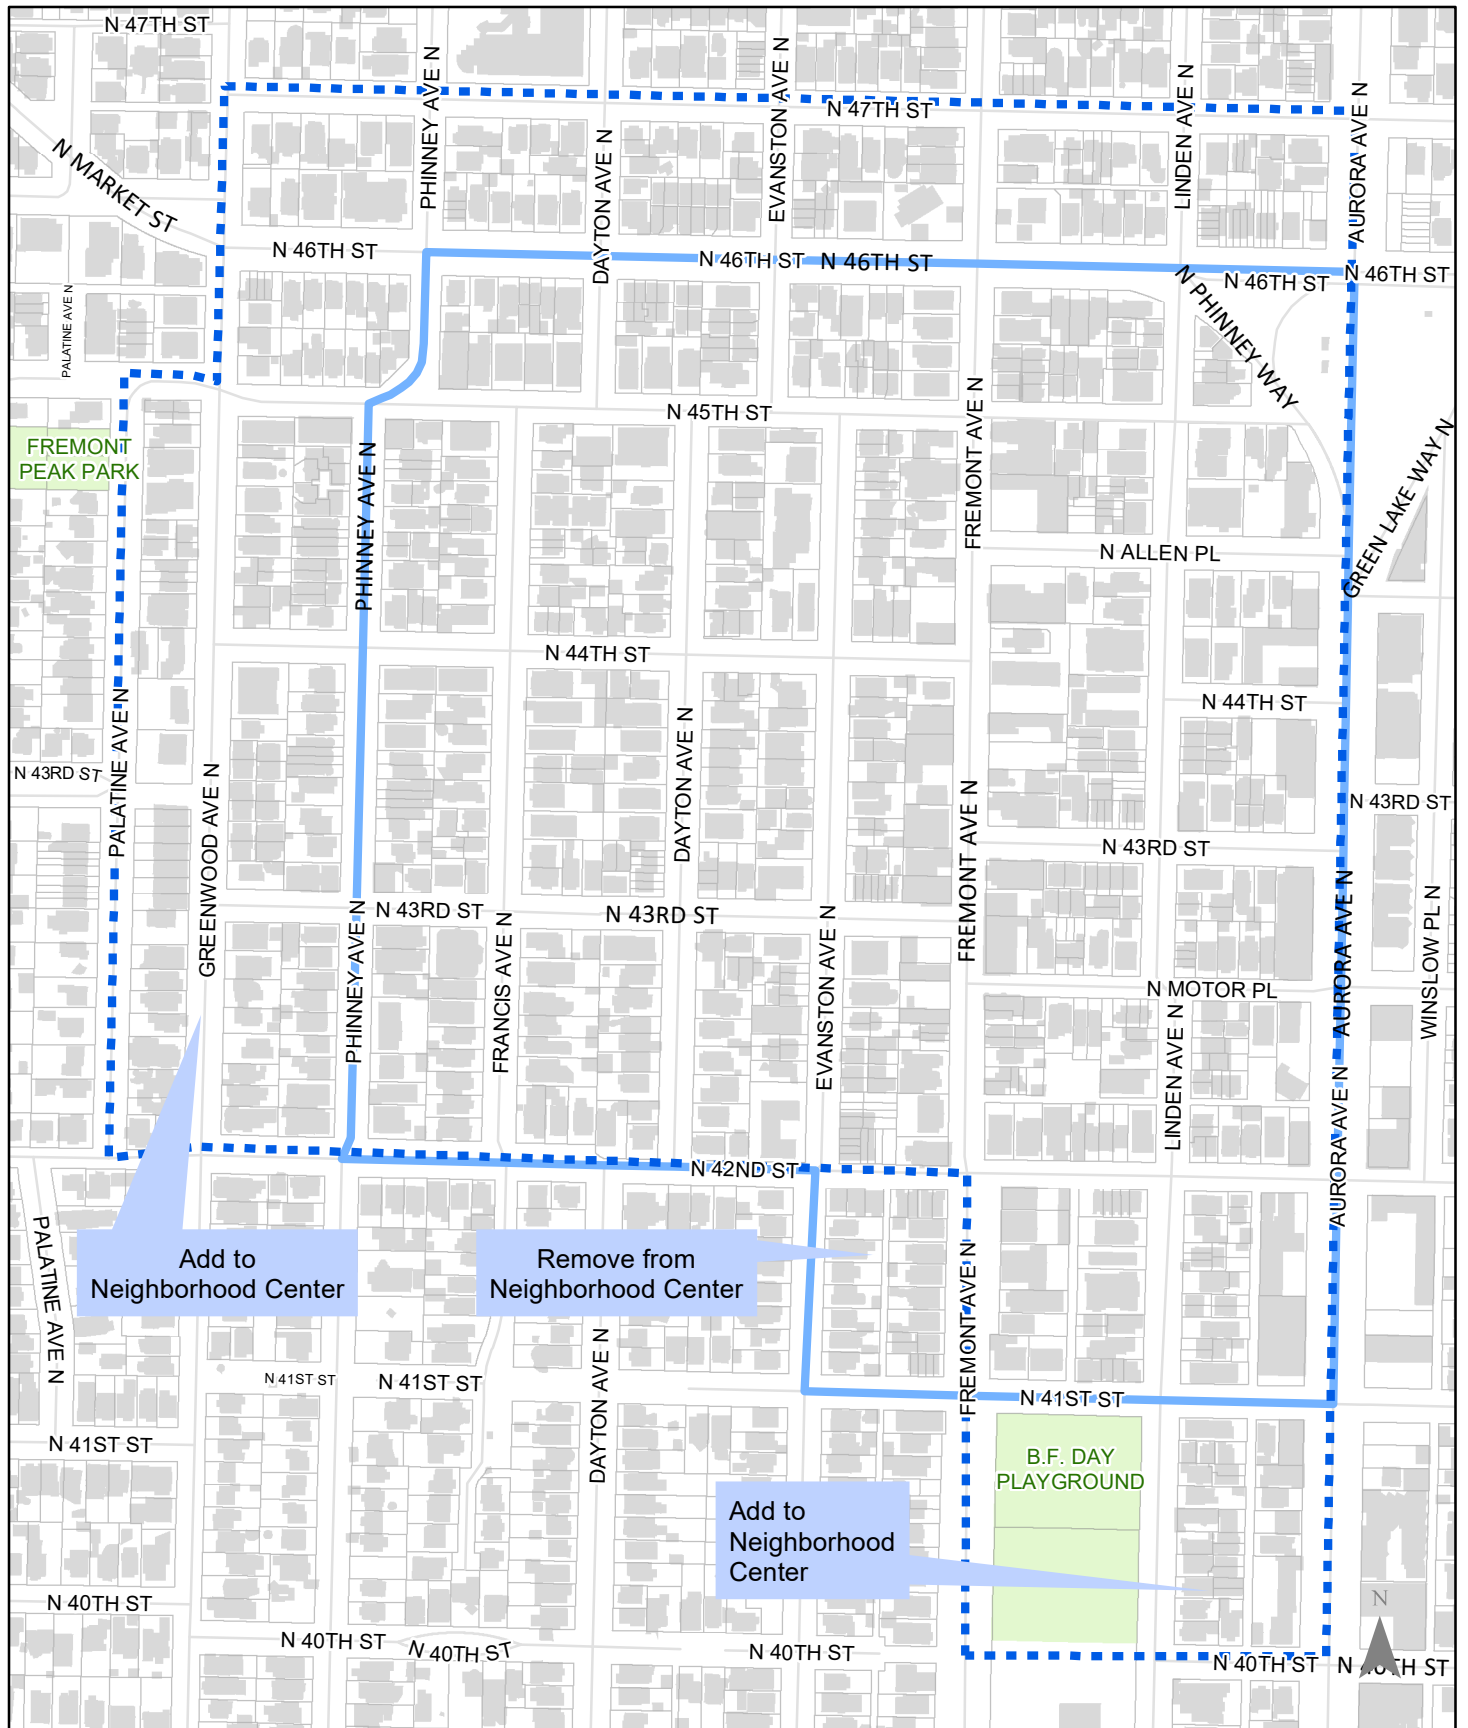 N 47TH ST
PHINNEY AVE N
EVANSTON AVE N
LINDEN AVE N
AURORA AVE N
N 47TH ST
DAYTON AVE N
N MARKET ST
N 46TH ST
N 46TH ST
N 46TH ST
N 46TH ST
N 46TH ST
PALATINE AVE N
N PHINNEY WAY
N 45TH ST
FREMONT AVE N
FREMONT
PEAK PARK
PHINNEY AVE N
GREEN LAKE WAY N
N ALLEN PL
N 44TH ST
N 44TH ST
PALATINE AVE N
DAYTON AVE N
N 43RD ST
GREENWOOD AVE N
FREMONT AVE N
N 43RD ST
N 43RD ST
N 43RD ST
N 43RD ST
PHINNEY AVE N
FRANCIS AVE N
EVANSTON AVE N
AURORA AVE N
WINSLOW PL N
N MOTOR PL
LINDEN AVE N
AURORA AVE N
N 42ND ST
PALATINE AVE N
Add to
Neighborhood Center
Remove from
Neighborhood Center
FREMONT AVE N
DAYTON AVE N
N 41ST ST
N 41ST ST
N 41ST ST
N 41ST ST
B.F. DAY
PLAYGROUND
Add to
Neighborhood
Center
N 40TH ST
N
N 40TH ST
N 40TH ST
N 40TH ST
N 40TH ST
N 40TH ST